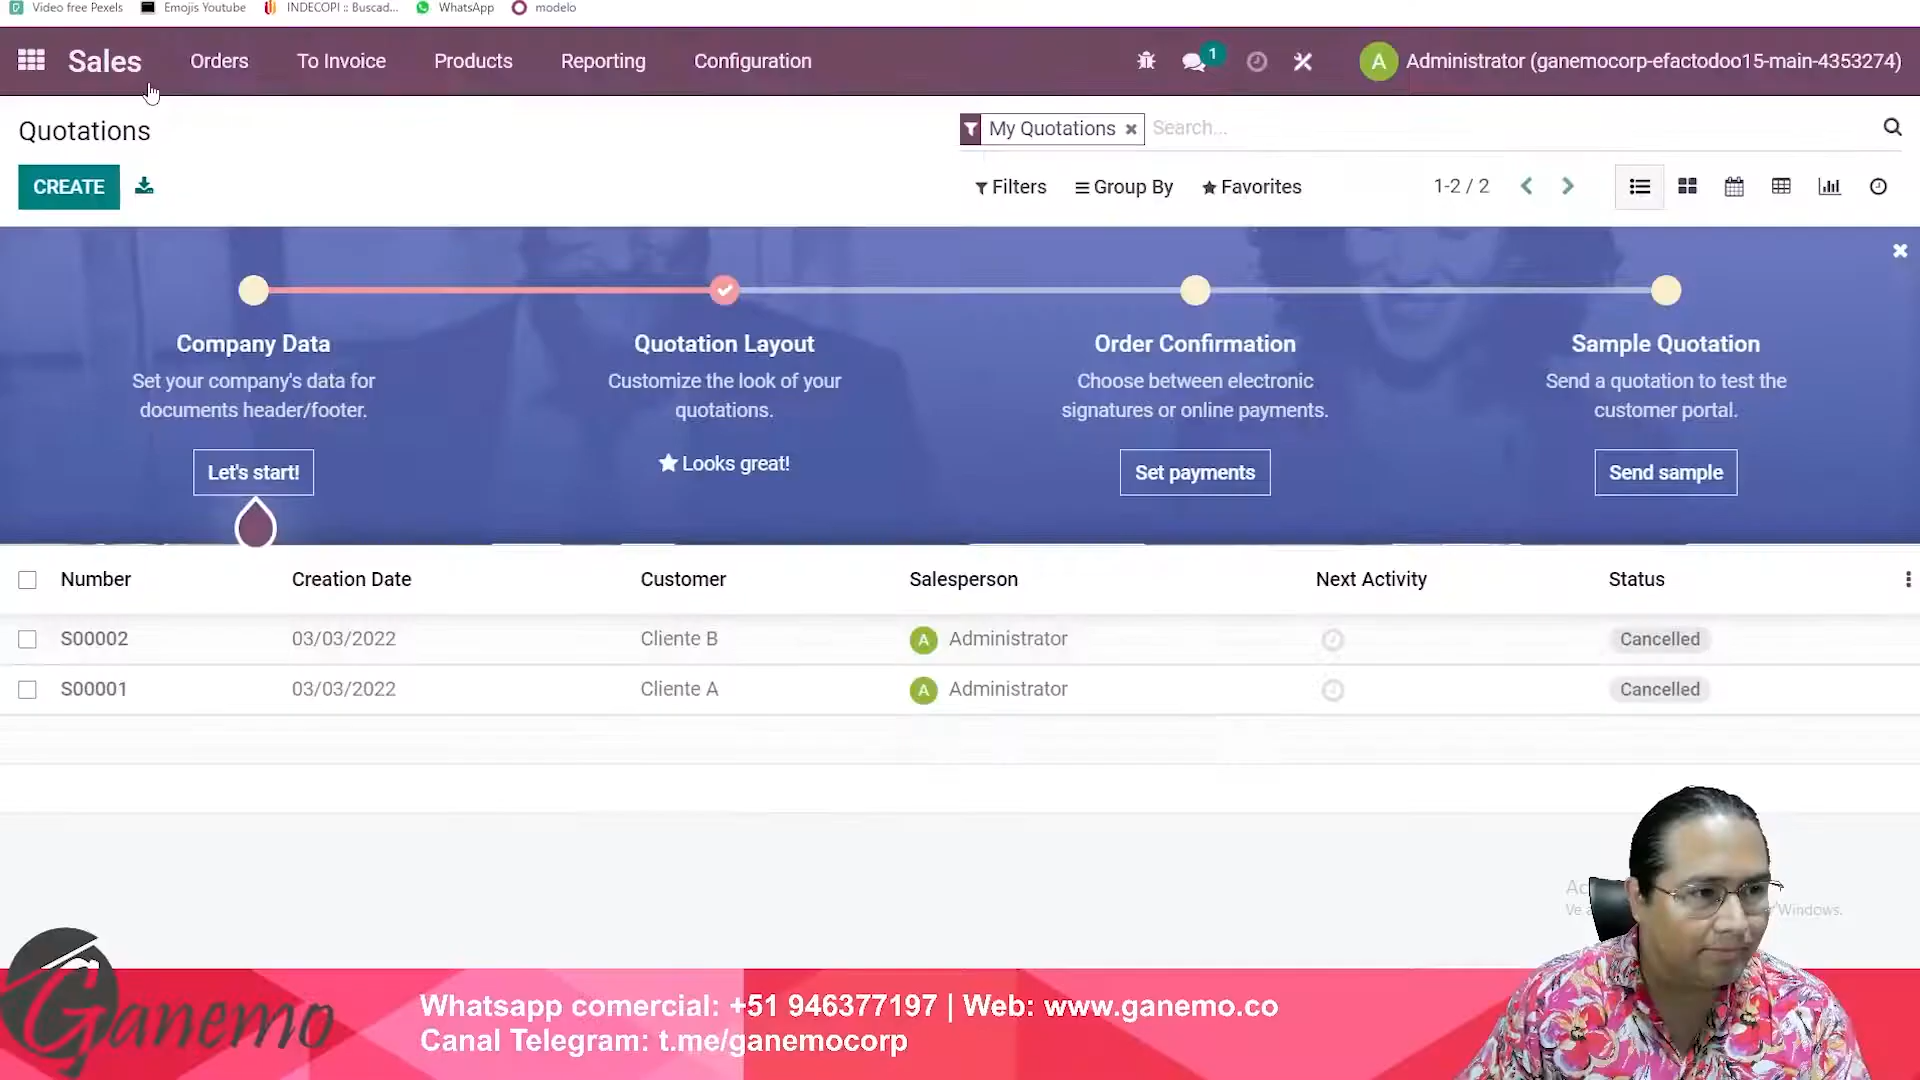 Video free Pexels
Emojis Youtube
INDECOPI :: Buscad...
WhatsApp
modelo
Sales
Orders
To Invoice
Products
Reporting
Configuration
1
A
Administrator (ganemocorp-efactodoo15-main-4353274)
Quotations
My Quotations
Search...
CREATE
Filters
Group By
Favorites
1-2 / 2
Company Data
Set your company's data for
documents header/footer.
Let's start!
Quotation Layout
Customize the look of your
quotations.
Looks great!
Order Confirmation
Choose between electronic
signatures or online payments.
Set payments
Sample Quotation
Send a quotation to test the
customer portal.
Send sample
Number Creation Date Customer Salesperson Next Activity Status
S00002 03/03/2022 Cliente B A Administrator Cancelled
S00001 03/03/2022 Cliente A A Administrator Cancelled
Windows.
Ganemo
Whatsapp comercial: +51 946377197 | Web: www.ganemo.co
Canal Telegram: t.me/ganemocorp